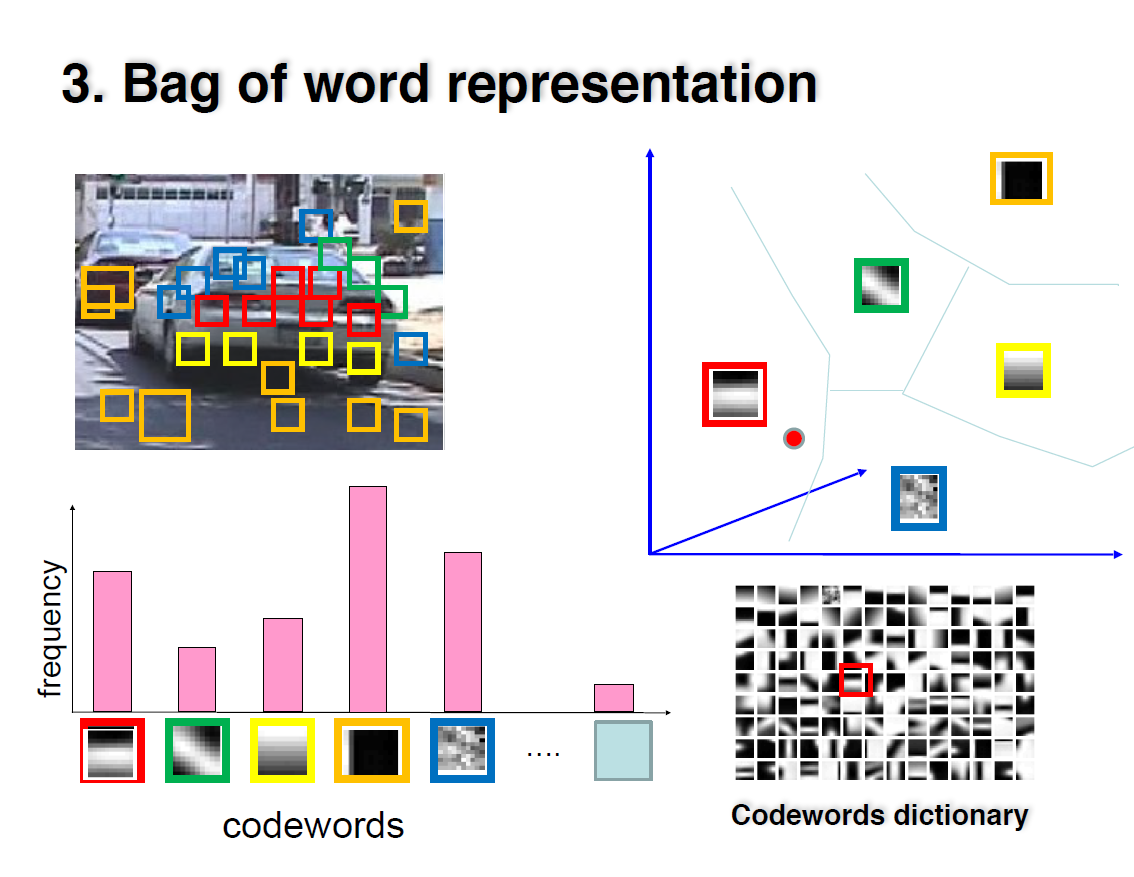 3. Bag of word representation
frequency
....
codewords
Codewords dictionary